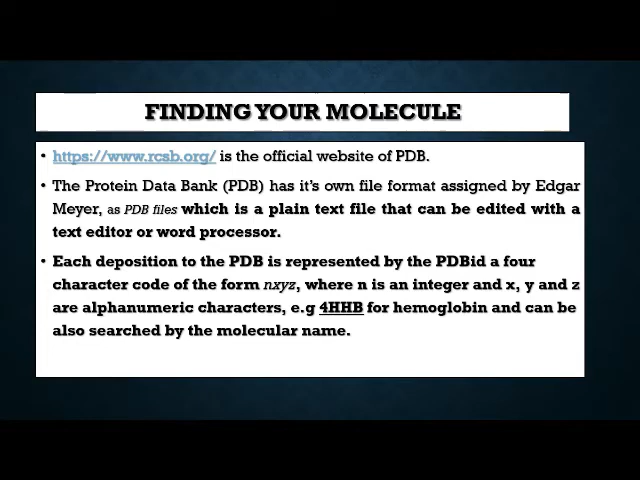 FINDING YOUR MOLECULE
• https://www.rcsb.org/ is the official website of PDB.
• The Protein Data Bank (PDB) has it's own file format assigned by Edgar
Meyer, as PDB files which is a plain text file that can be edited with a
text editor or word processor.
• Each deposition to the PDB is represented by the PDBid a four
character code of the form nxyz, where n is an integer and x, y and z
are alphanumeric characters, e.g 4HHB for hemoglobin and can be
also searched by the molecular name.